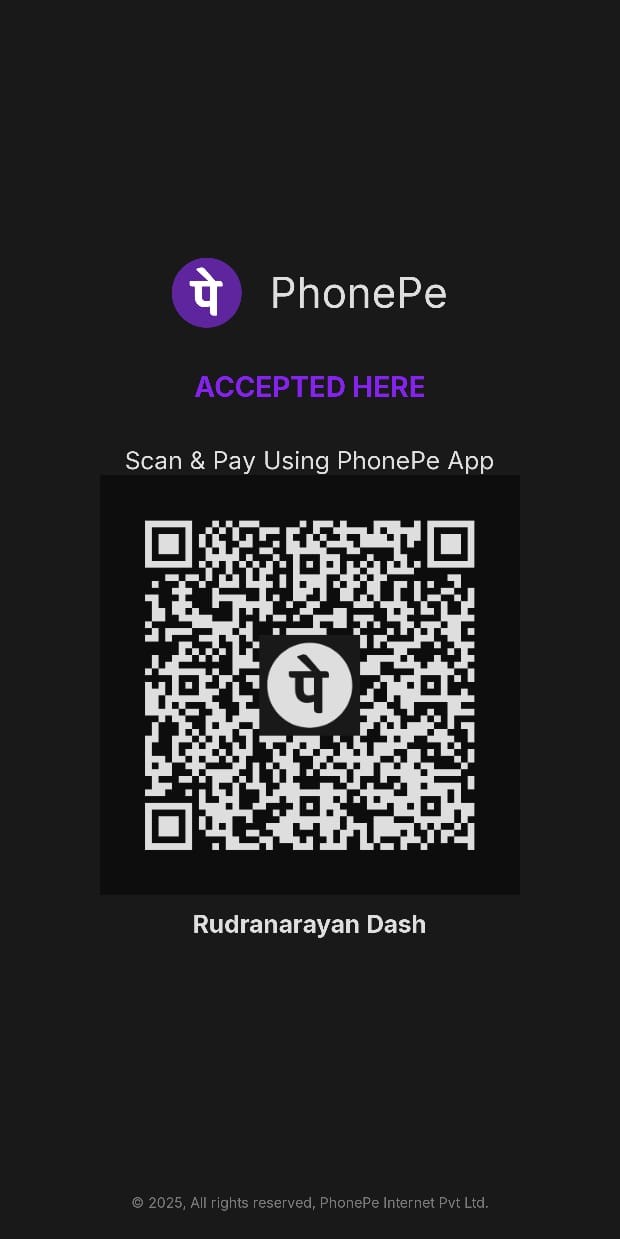 पे PhonePe
ACCEPTED HERE
Scan & Pay Using PhonePe App
पे
Rudranarayan Dash
© 2025, All rights reserved, PhonePe Internet Pvt Ltd.